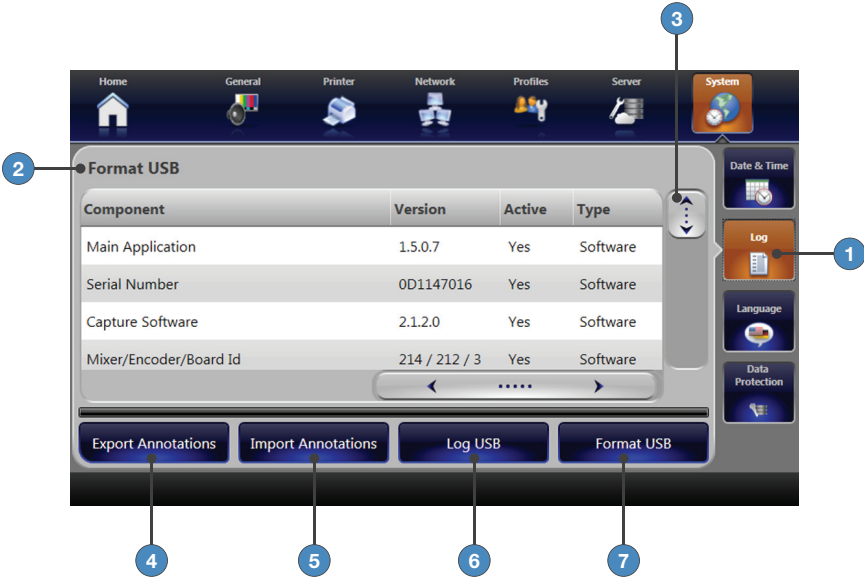 3
Home General Printer Network Profiles Server System
2
Format USB
Date & Time
Component Version Active Type
Main Application 1.5.0.7 Yes Software
Log
1
Serial Number 0D1147016 Yes Software
Capture Software 2.1.2.0 Yes Software
Language
Mixer/Encoder/Board Id 214 / 212 / 3 Yes Software
Data
Protection
Export Annotations Import Annotations Log USB Format USB
4 5 6 7